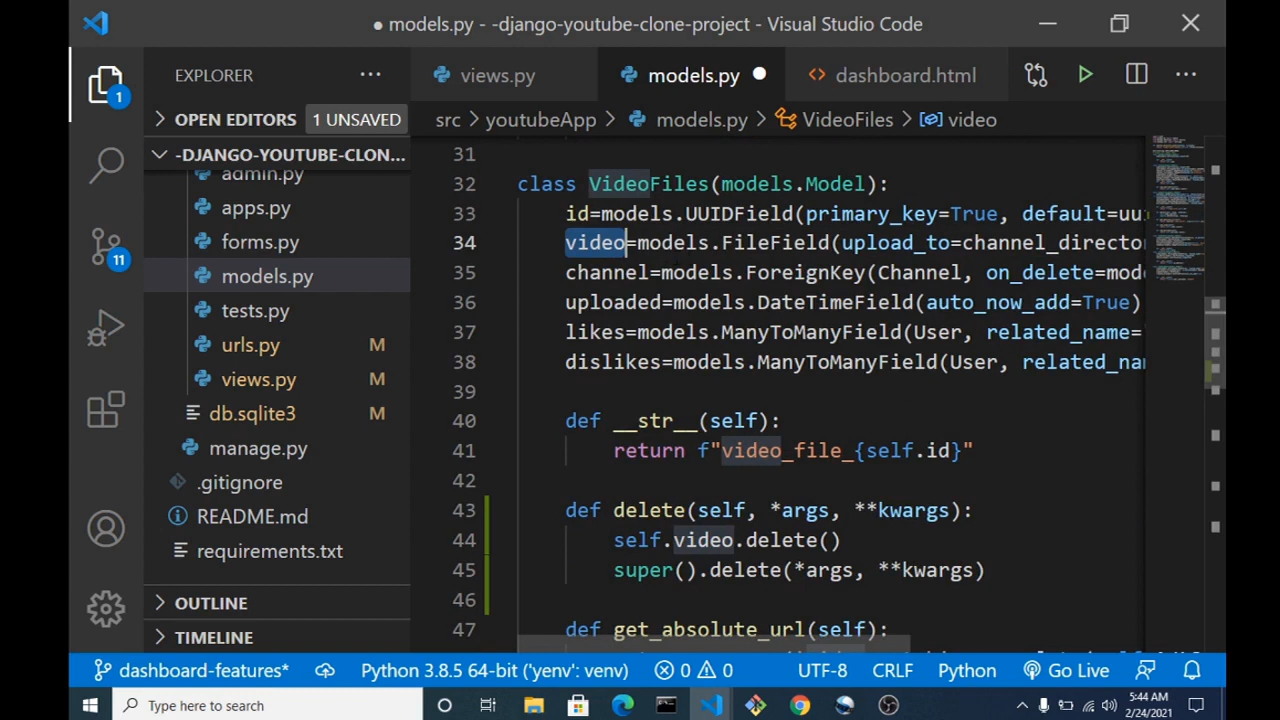 ● models.py - -django-youtube-clone-project - Visual Studio Code
EXPLORER
views.py
models.py
dashboard.html
1
OPEN EDITORS
1 UNSAVED
src > youtubeApp > models.py > VideoFiles > video
-DJANGO-YOUTUBE-CLON...
admin.py
apps.py
forms.py
models.py
tests.py
urls.py M
views.py M
db.sqlite3 M
manage.py
.gitignore
README.md
requirements.txt
OUTLINE
TIMELINE
11
31
32 class VideoFiles(models.Model):
33 id=models.UUIDField(primary_key=True, default=uu
34 video=models.FileField(upload_to=channel_director
35 channel=models.ForeignKey(Channel, on_delete=mod
36 uploaded=models.DateTimeField(auto_now_add=True)
37 likes=models.ManyToManyField(User, related_name=
38 dislikes=models.ManyToManyField(User, related_na
39
40 def __str__(self):
41 return f"video_file_{self.id}"
42
43 def delete(self, *args, **kwargs):
44 self.video.delete()
45 super().delete(*args, **kwargs)
46
47 def get_absolute_url(self):
dashboard-features* Python 3.8.5 64-bit ('yenv': venv) 0 0 UTF-8 CRLF Python Go Live
Type here to search
5:44 AM
2/24/2021